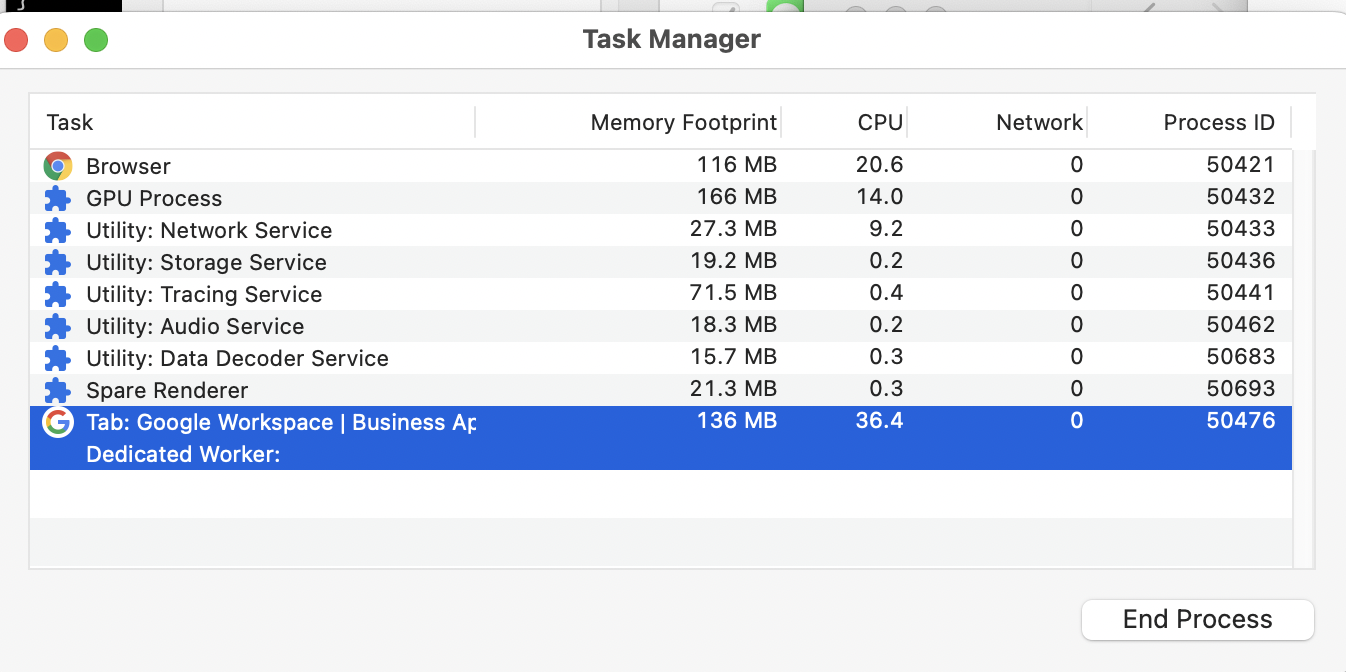 Task Manager
Task Memory Footprint CPU Network Process ID
Browser 116 MB 20.6 0 50421
GPU Process 166 MB 14.0 0 50432
Utility: Network Service 27.3 MB 9.2 0 50433
Utility: Storage Service 19.2 MB 0.2 0 50436
Utility: Tracing Service 71.5 MB 0.4 0 50441
Utility: Audio Service 18.3 MB 0.2 0 50462
Utility: Data Decoder Service 15.7 MB 0.3 0 50683
Spare Renderer 21.3 MB 0.3 0 50693
Tab: Google Workspace | Business Ap 136 MB 36.4 0 50476
Dedicated Worker:
End Process